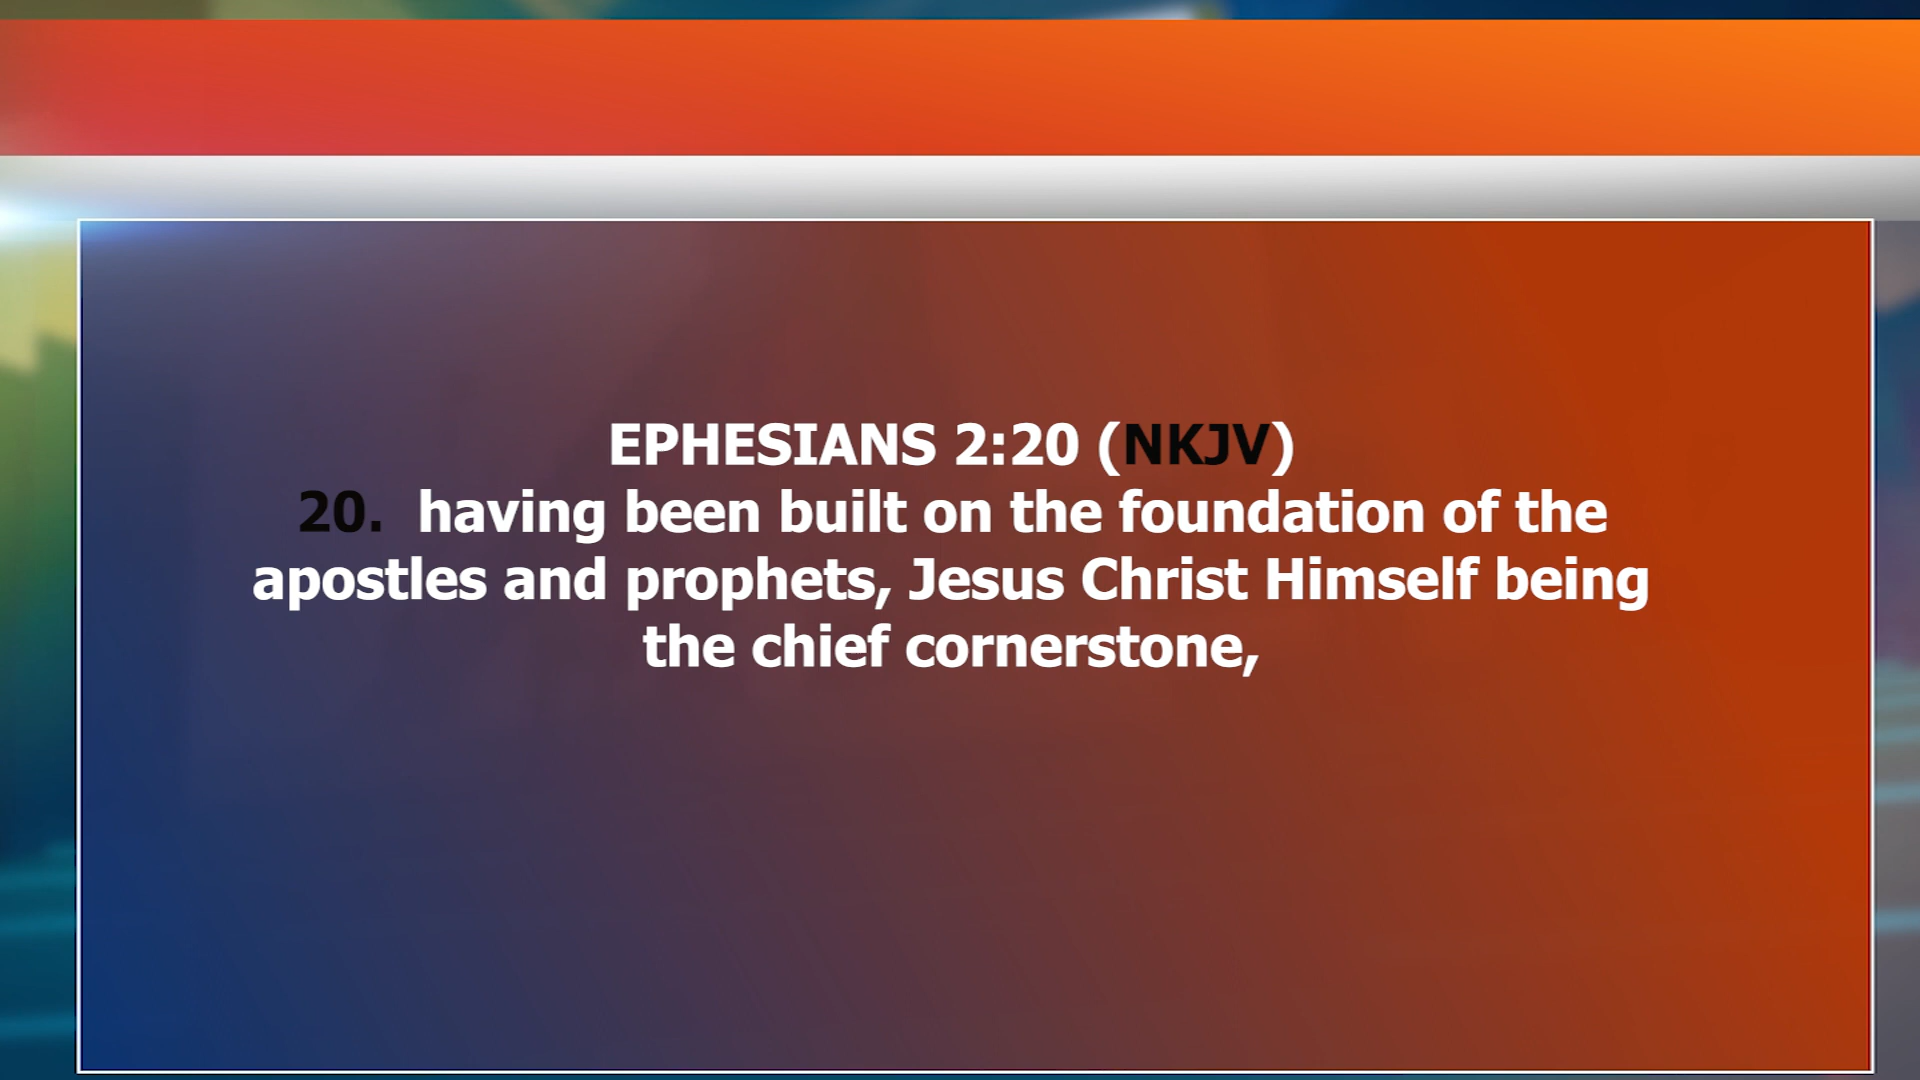 EPHESIANS 2:20 (NKJV)
20. having been built on the foundation of the
apostles and prophets, Jesus Christ Himself being
the chief cornerstone,